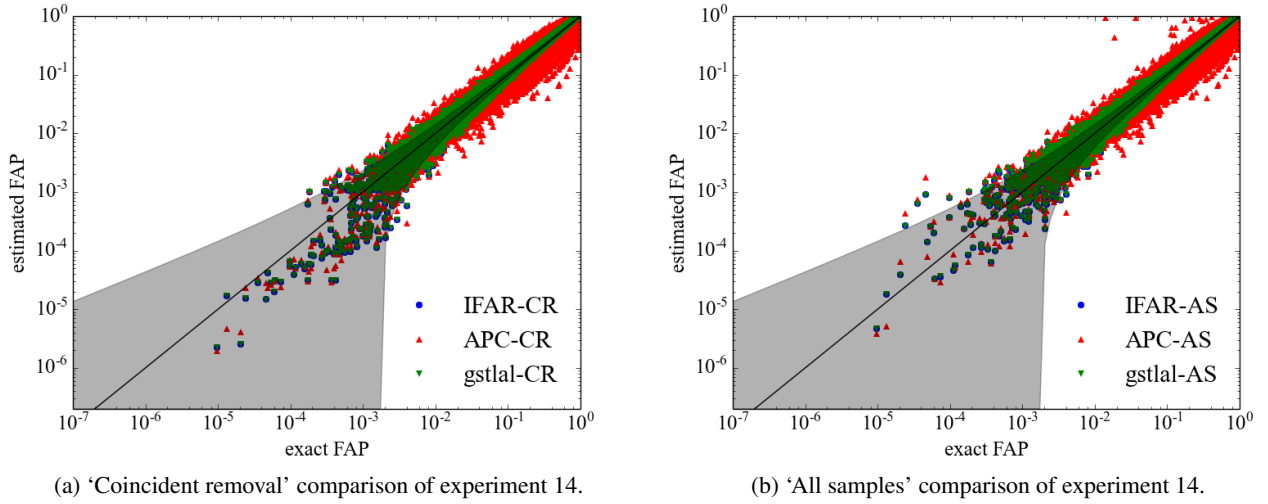 10^0
10^-1
10^-2
10^-3
10^-4
10^-5
10^-6
estimated FAP
IFAR-CR
APC-CR
gstlal-CR
10^-7 10^-6 10^-5 10^-4 10^-3 10^-2 10^-1 10^0
exact FAP
(a) ‘Coincident removal’ comparison of experiment 14.
10^0
10^-1
10^-2
10^-3
10^-4
10^-5
10^-6
estimated FAP
IFAR-AS
APC-AS
gstlal-AS
10^-7 10^-6 10^-5 10^-4 10^-3 10^-2 10^-1 10^0
exact FAP
(b) ‘All samples’ comparison of experiment 14.